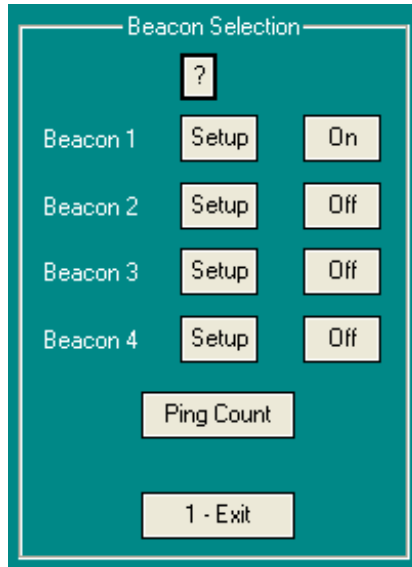 Beacon Selection
?
Beacon 1 Setup On
Beacon 2 Setup Off
Beacon 3 Setup Off
Beacon 4 Setup Off
Ping Count
1 - Exit